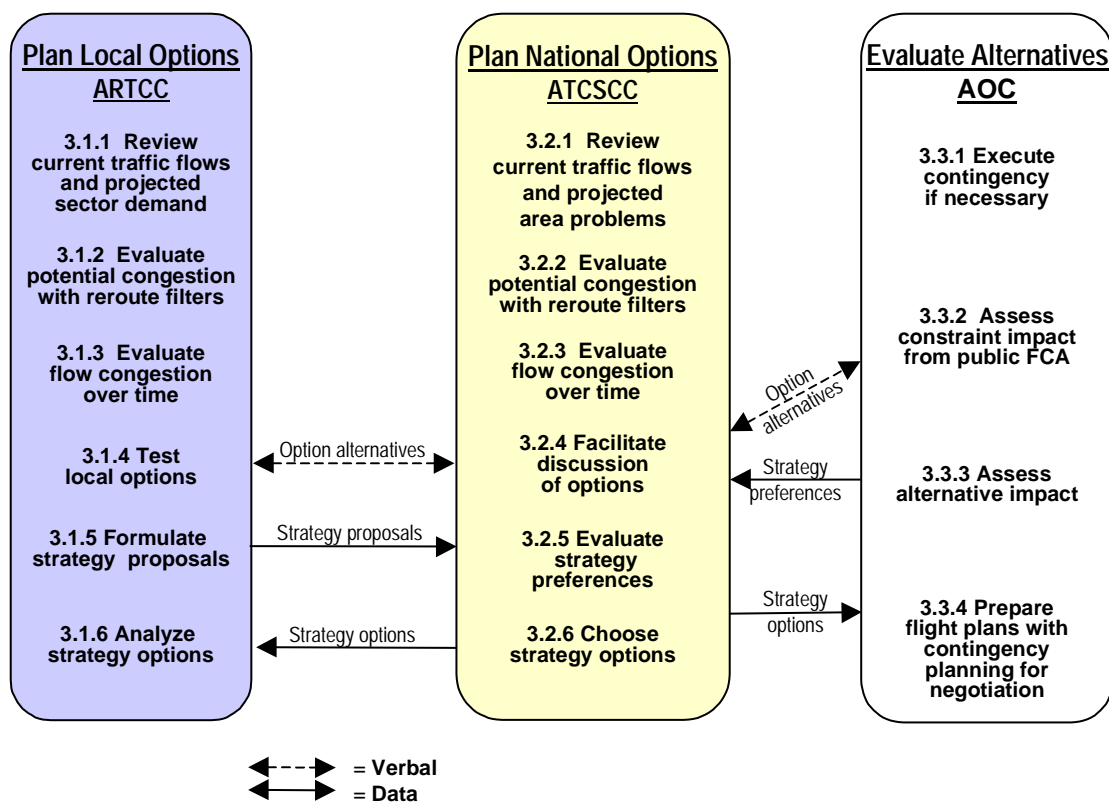 Plan Local Options
ARTCC
3.1.1 Review
current traffic flows
and projected
sector demand
3.1.2 Evaluate
potential congestion
with reroute filters
3.1.3 Evaluate
flow congestion
over time
3.1.4 Test
local options
3.1.5 Formulate
strategy proposals
3.1.6 Analyze
strategy options
Option alternatives
Strategy proposals
Strategy options
Plan National Options
ATCSCC
3.2.1 Review
current traffic flows
and projected
area problems
3.2.2 Evaluate
potential congestion
with reroute filters
3.2.3 Evaluate
flow congestion
over time
3.2.4 Facilitate
discussion
of options
3.2.5 Evaluate
strategy
preferences
3.2.6 Choose
strategy options
Option
alternatives
Strategy
preferences
Strategy
options
Evaluate Alternatives
AOC
3.3.1 Execute
contingency
if necessary
3.3.2 Assess
constraint impact
from public FCA
3.3.3 Assess
alternative impact
3.3.4 Prepare
flight plans with
contingency
planning for
negotiation
= Verbal
= Data